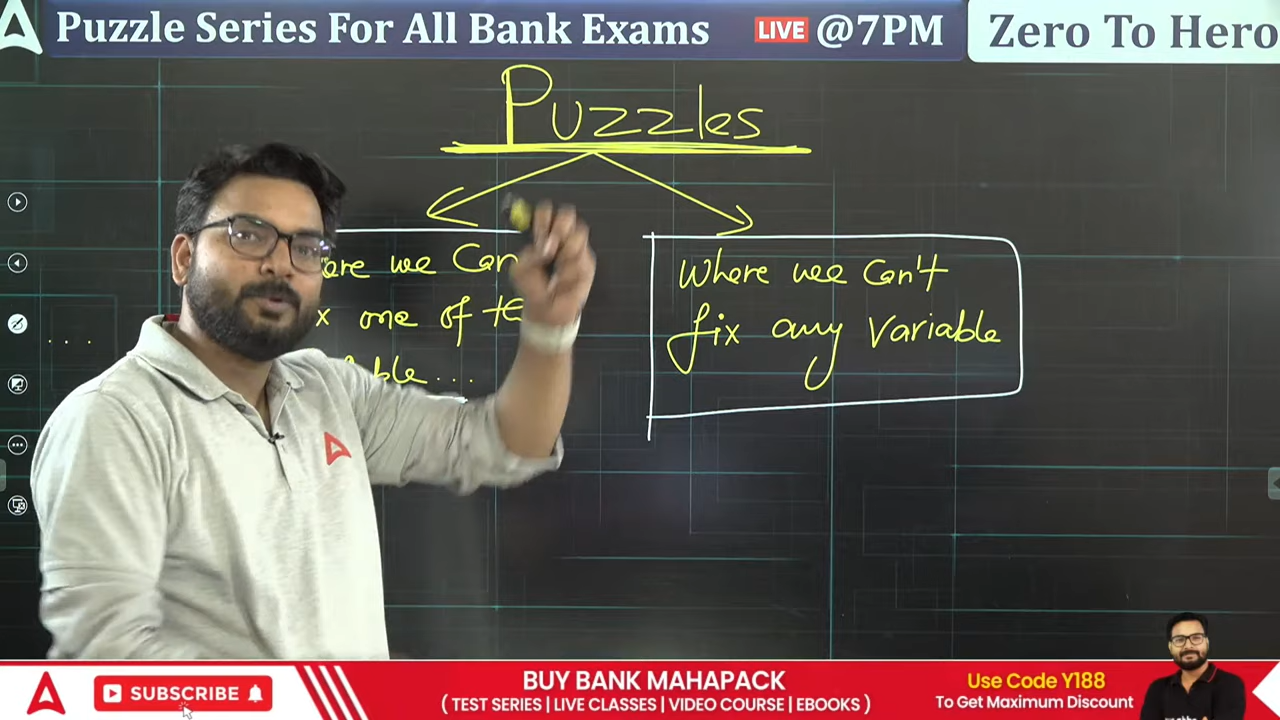 Puzzle Series For All Bank Exams LIVE @7PM Zero To Hero
Puzzles
we Can
one of
Where we Can't
fix any Variable
....
SUBSCRIBE
BUY BANK MAHAPACK
( TEST SERIES | LIVE CLASSES | VIDEO COURSE | EBOOKS )
Use Code Y188
To Get Maximum Discount